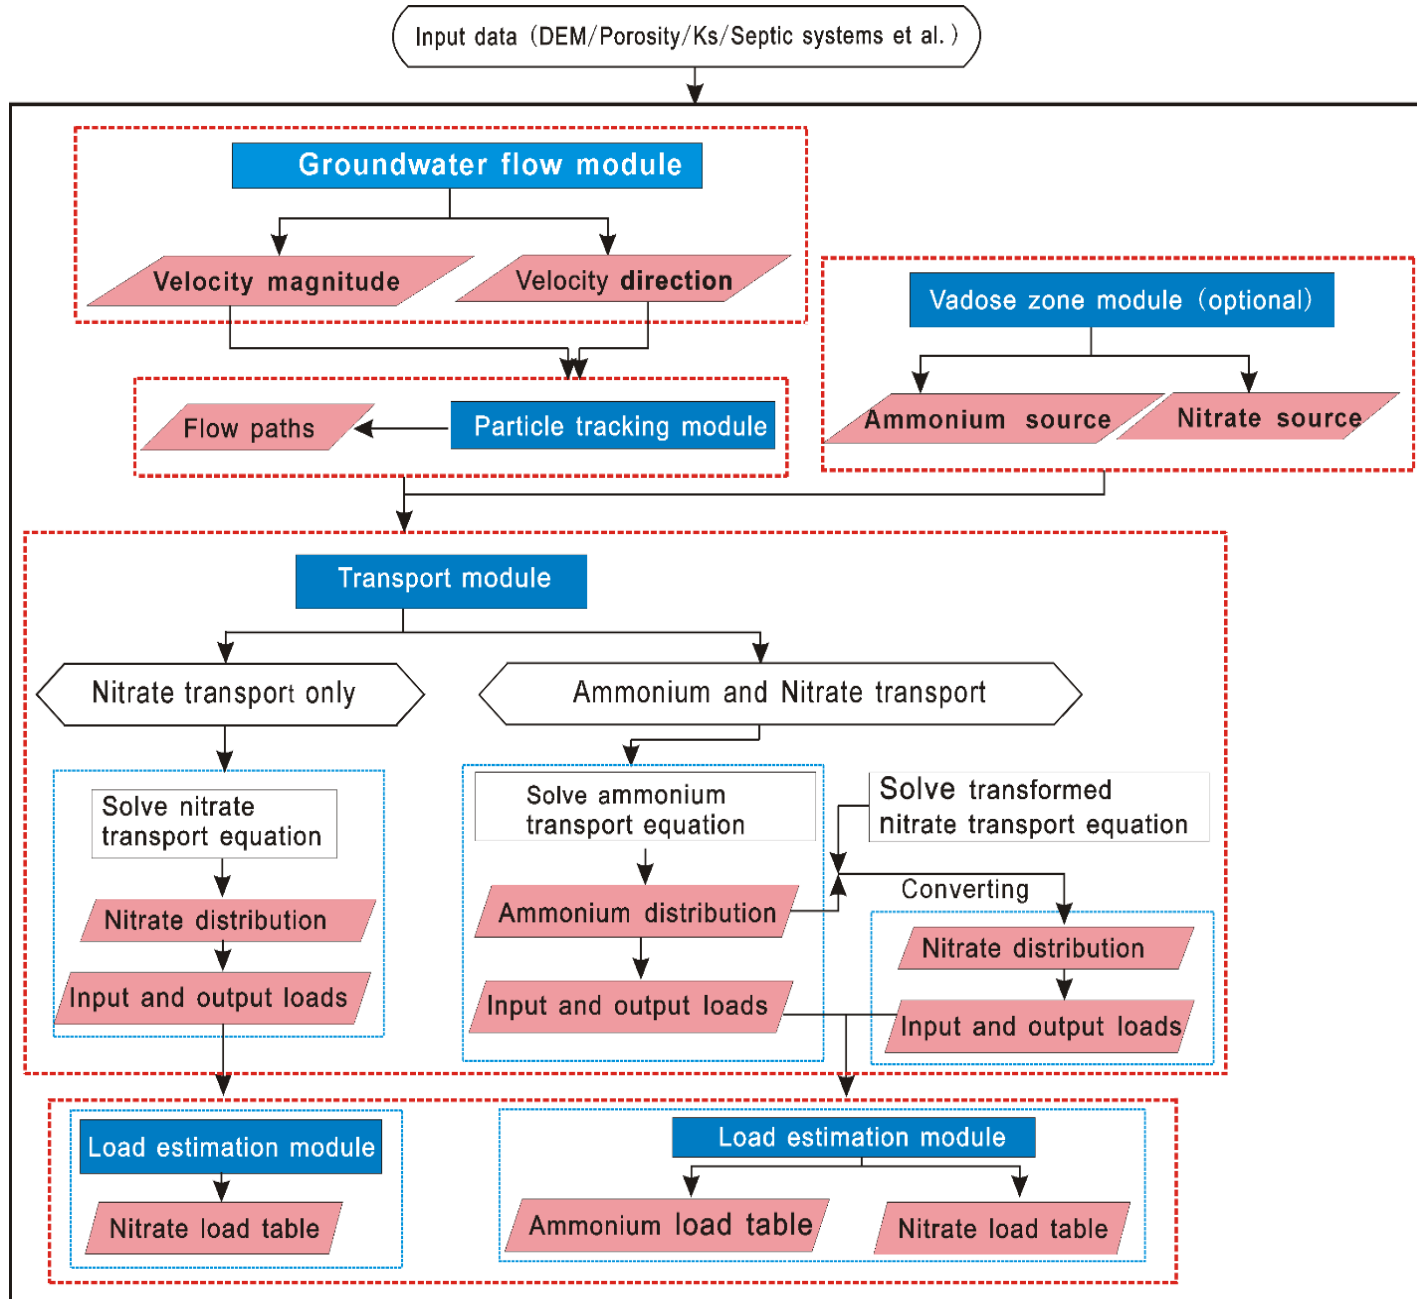 Input data (DEM/Porosity/Ks/Septic systems et al.)
Groundwater flow module
Velocity magnitude
Velocity direction
Vadose zone module (optional)
Ammonium source
Nitrate source
Flow paths
Particle tracking module
Transport module
Nitrate transport only
Ammonium and Nitrate transport
Solve nitrate
transport equation
Nitrate distribution
Input and output loads
Solve ammonium
transport equation
Ammonium distribution
Input and output loads
Solve transformed
nitrate transport equation
Converting
Nitrate distribution
Input and output loads
Load estimation module
Nitrate load table
Load estimation module
Ammonium load table
Nitrate load table